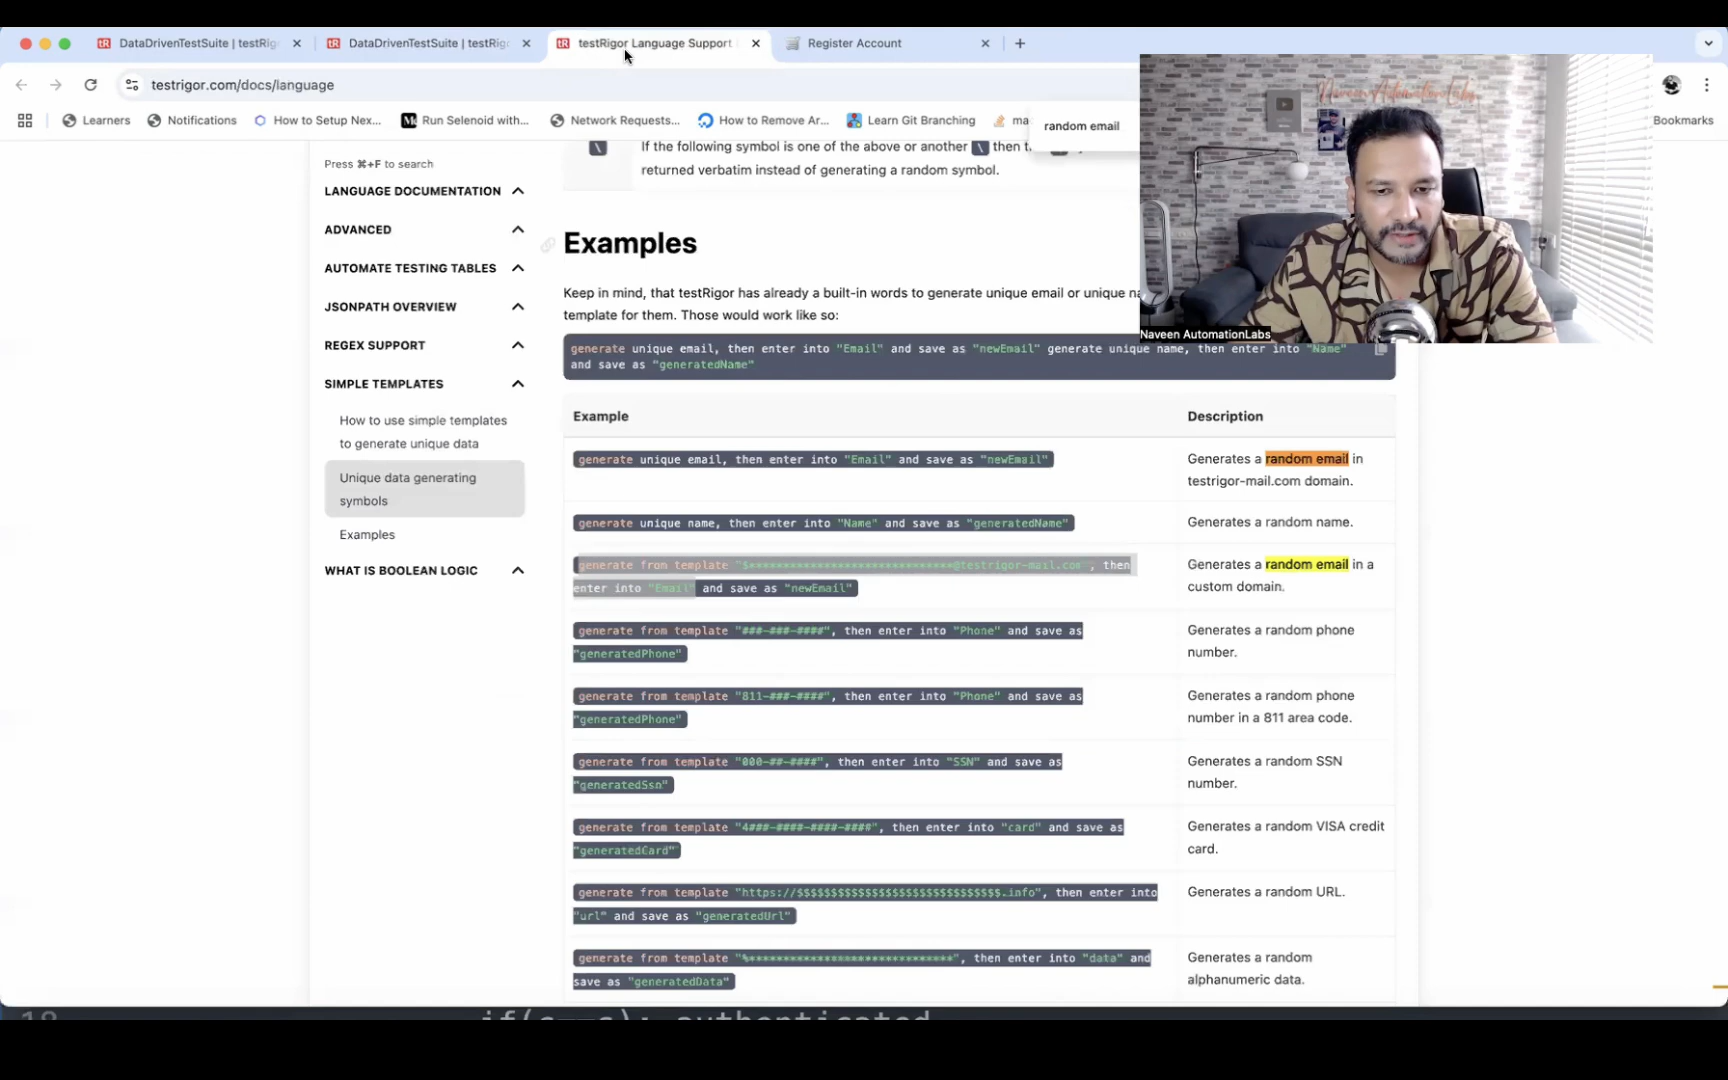 DataDrivenTestSuite | testRig
DataDrivenTestSuite | testRig
testRigor Language Support
Register Account
testrigor.com/docs/language
Learners
Notifications
How to Setup Nex...
Run Selenoid with...
Network Requests...
How to Remove Ar...
Learn Git Branching
ma
random email
Bookmarks
Press ⌘+F to search
LANGUAGE DOCUMENTATION
ADVANCED
AUTOMATE TESTING TABLES
JSONPATH OVERVIEW
REGEX SUPPORT
SIMPLE TEMPLATES
How to use simple templates
to generate unique data
Unique data generating
symbols
Examples
WHAT IS BOOLEAN LOGIC
\ If the following symbol is one of the above or another \ then t
returned verbatim instead of generating a random symbol.
Examples
Keep in mind, that testRigor has already a built-in words to generate unique email or unique na
template for them. Those would work like so:
generate unique email, then enter into "Email" and save as "newEmail" generate unique name, then enter into "Name"
and save as "generatedName"
Example Description
generate unique email, then enter into "Email" and save as "newEmail"
Generates a random email in
testrigor-mail.com domain.
generate unique name, then enter into "Name" and save as "generatedName"
Generates a random name.
generate from template "$*****************************@testrigor-mail.com", then
enter into "Email" and save as "newEmail"
Generates a random email in a
custom domain.
generate from template "###-###-####", then enter into "Phone" and save as
"generatedPhone"
Generates a random phone
number.
generate from template "811-###-####", then enter into "Phone" and save as
"generatedPhone"
Generates a random phone
number in a 811 area code.
generate from template "000-##-####", then enter into "SSN" and save as
"generatedSsn"
Generates a random SSN
number.
generate from template "4###-####-####-####", then enter into "card" and save as
"generatedCard"
Generates a random VISA credit
card.
generate from template "https://$$$$$$$$$$$$$$$$$$$$$$$$$$$$$$.info", then enter into
"url" and save as "generatedUrl"
Generates a random URL.
generate from template "%*****************************", then enter into "data" and
save as "generatedData"
Generates a random
alphanumeric data.
NaveenAutomationLabs
Naveen AutomationLabs